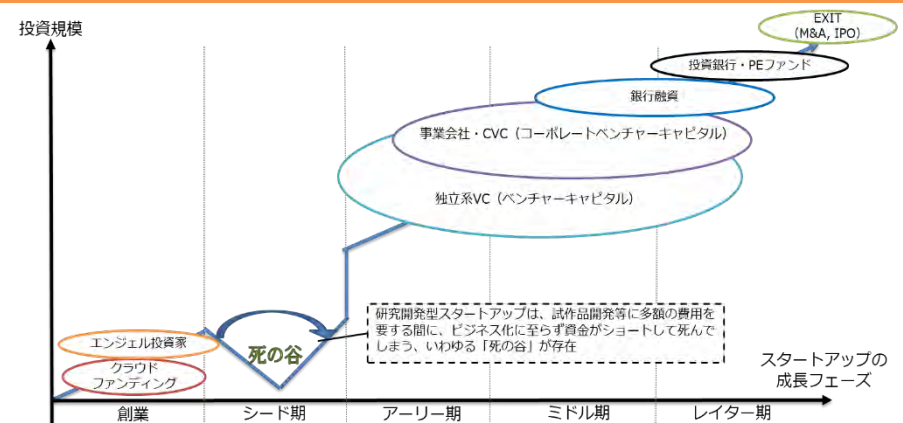 投資規模
EXIT
(M&A, IPO)
投資銀行・PEファンド
銀行融資
事業会社・CVC（コーポレートベンチャーキャピタル）
独立系VC（ベンチャーキャピタル）
研究開発型スタートアップは、試作品開発等に多額の費用を
要する間に、ビジネス化に至らず資金がショートして死んで
しまう、いわゆる「死の谷」が存在
エンジェル投資家
死の谷
クラウド
ファンディング
スタートアップの
成長フェーズ
創業
シード期
アーリー期
ミドル期
レイター期